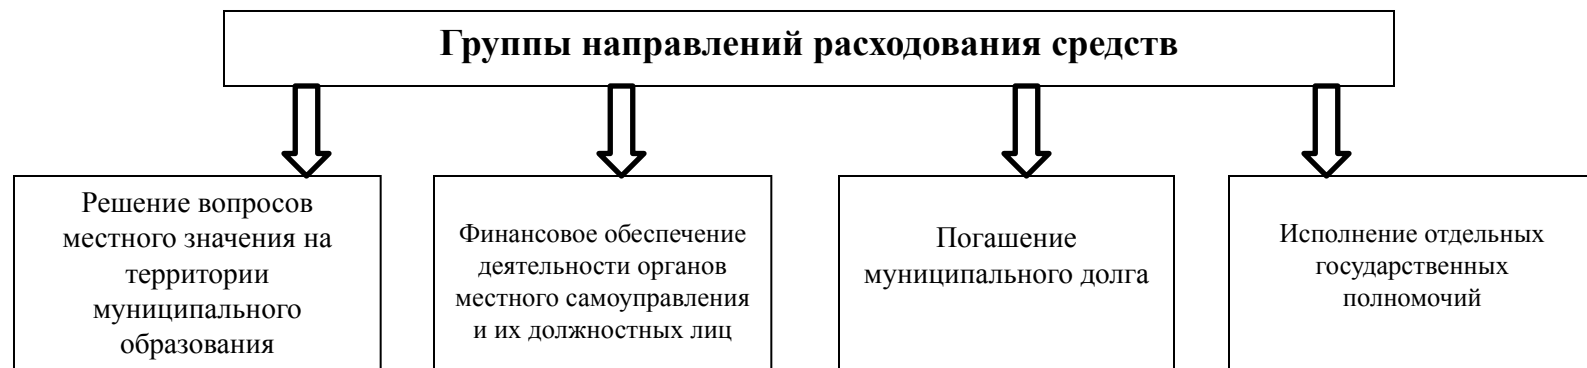 Группы направлений расходования средств
Решение вопросов
местного значения на
территории
муниципального
образования
Финансовое обеспечение
деятельности органов
местного самоуправления
и их должностных лиц
Погашение
муниципального долга
Исполнение отдельных
государственных
полномочий